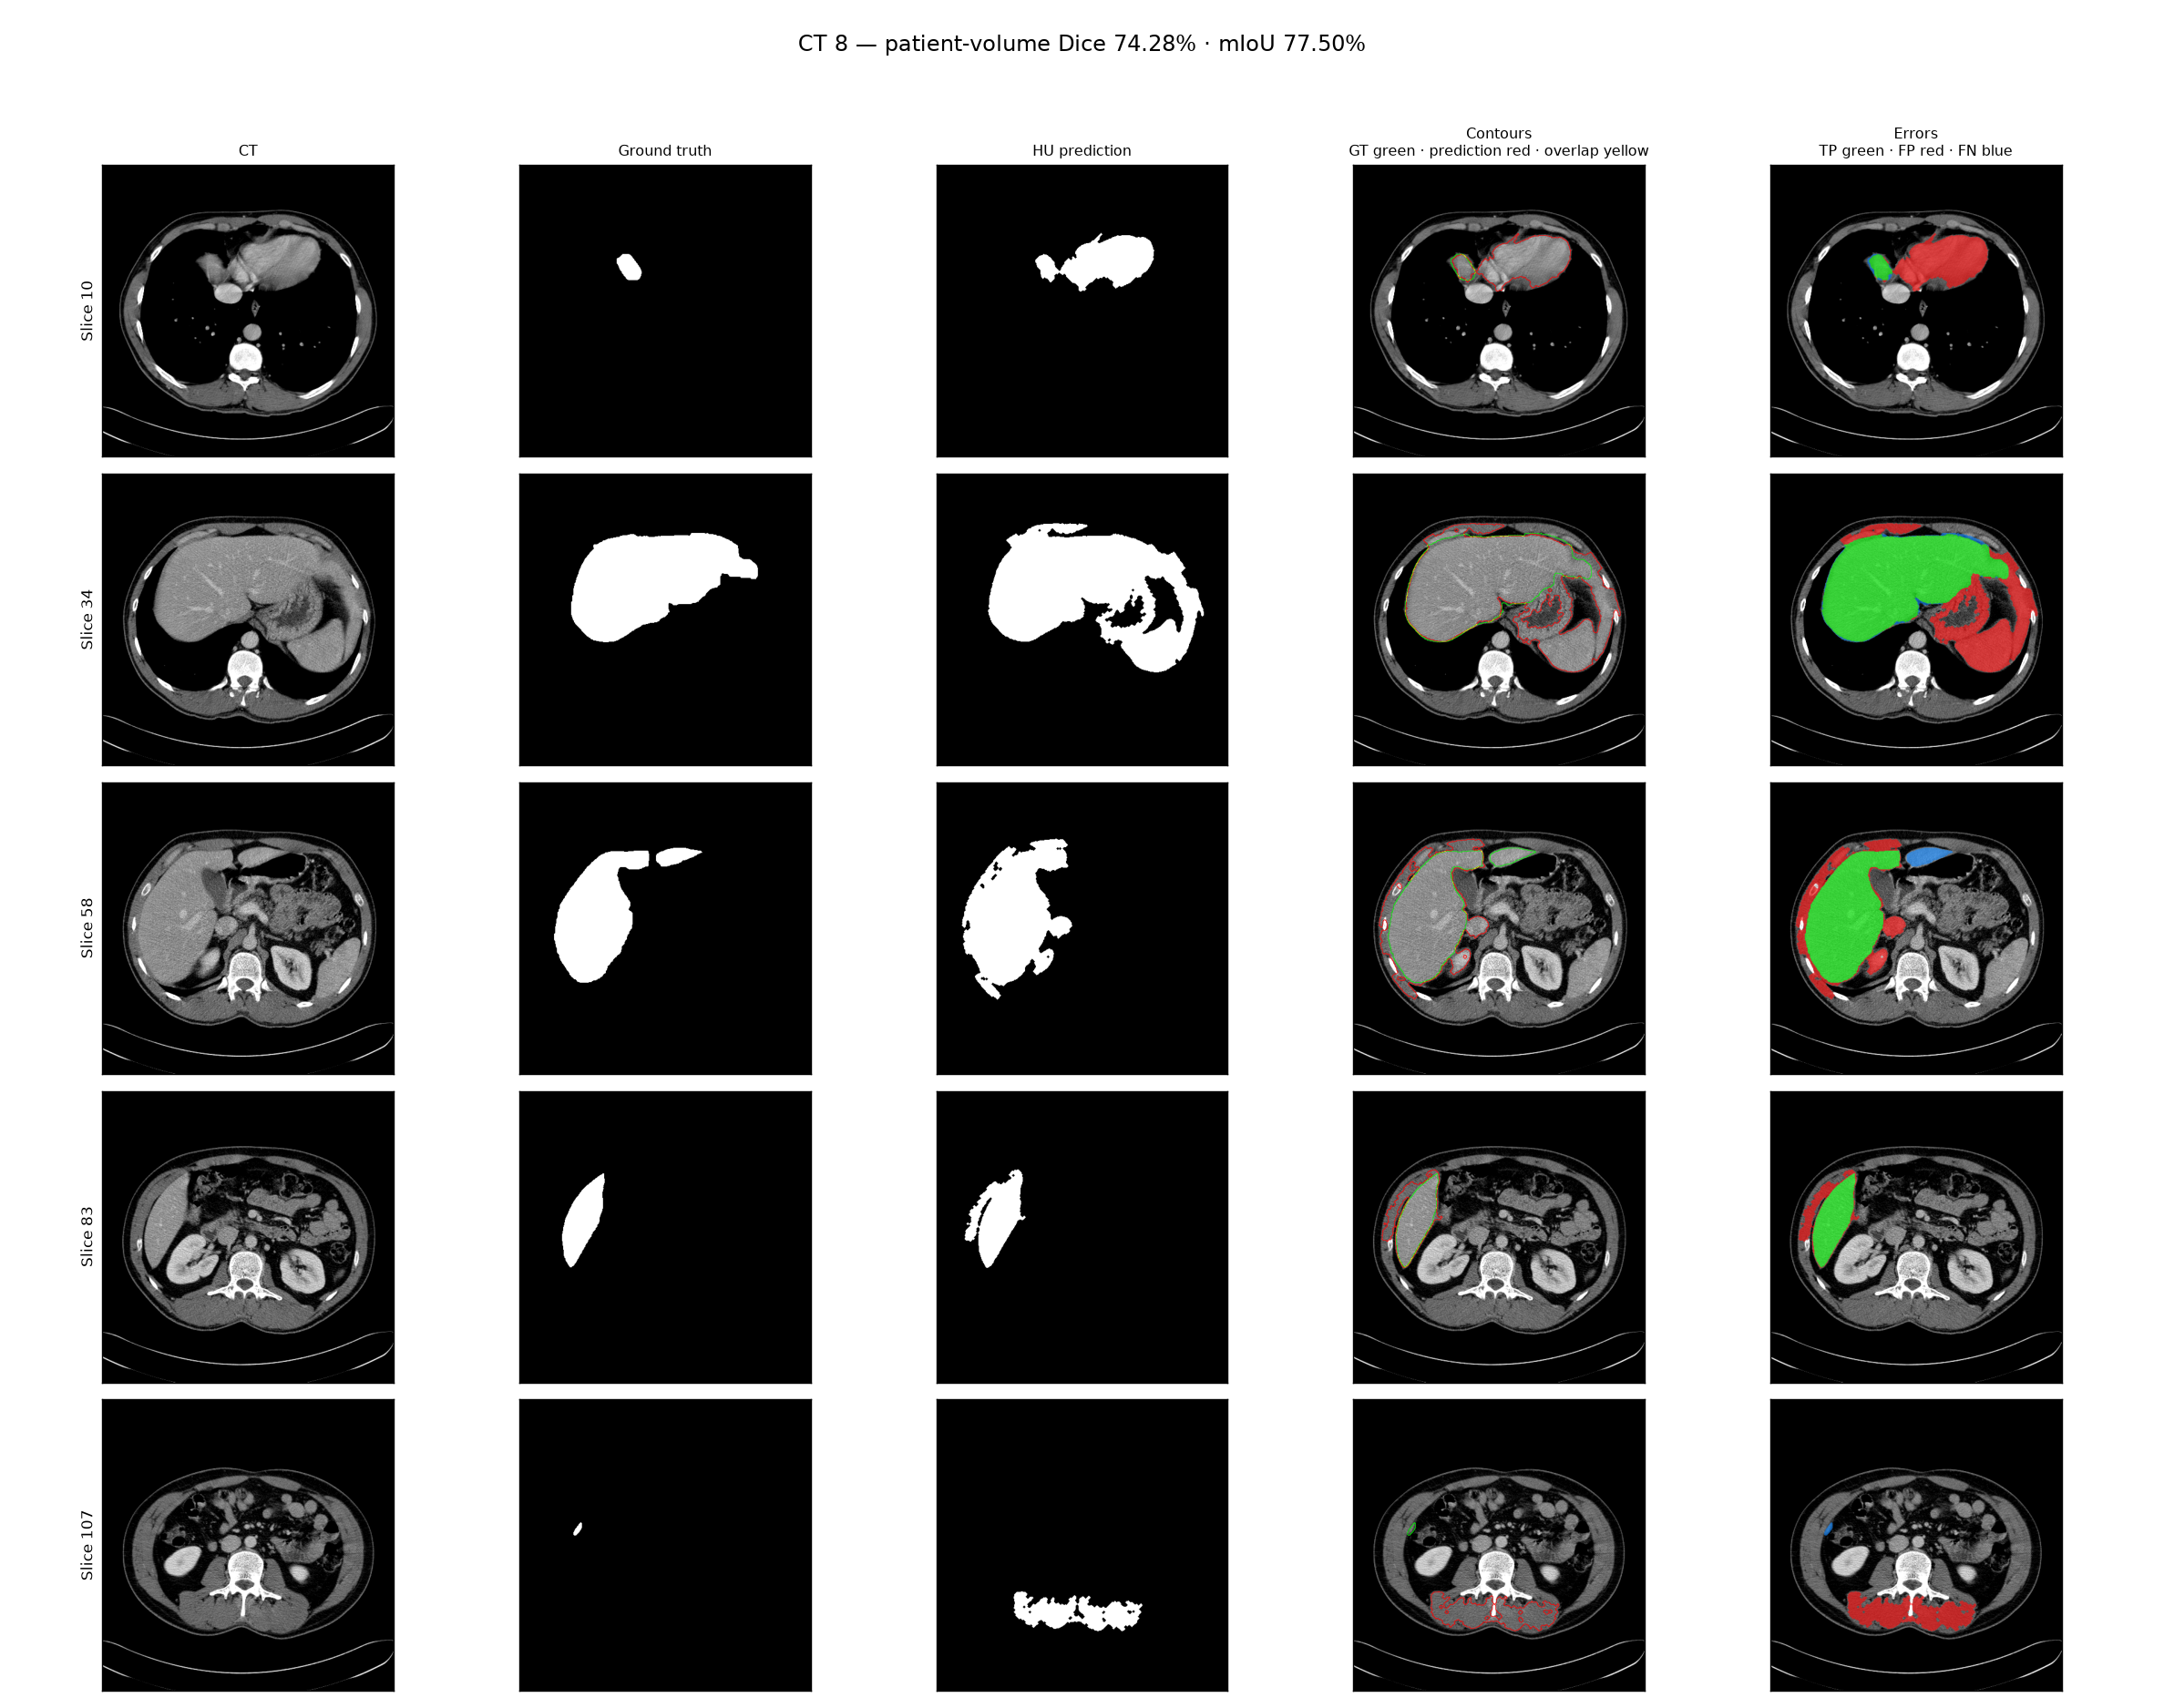 CT 8 — patient-volume Dice 74.28% · mIoU 77.50%
CT
Ground truth
HU prediction
Contours
GT green · prediction red · overlap yellow
Errors
TP green · FP red · FN blue
Slice 10
Slice 34
Slice 58
Slice 83
Slice 107